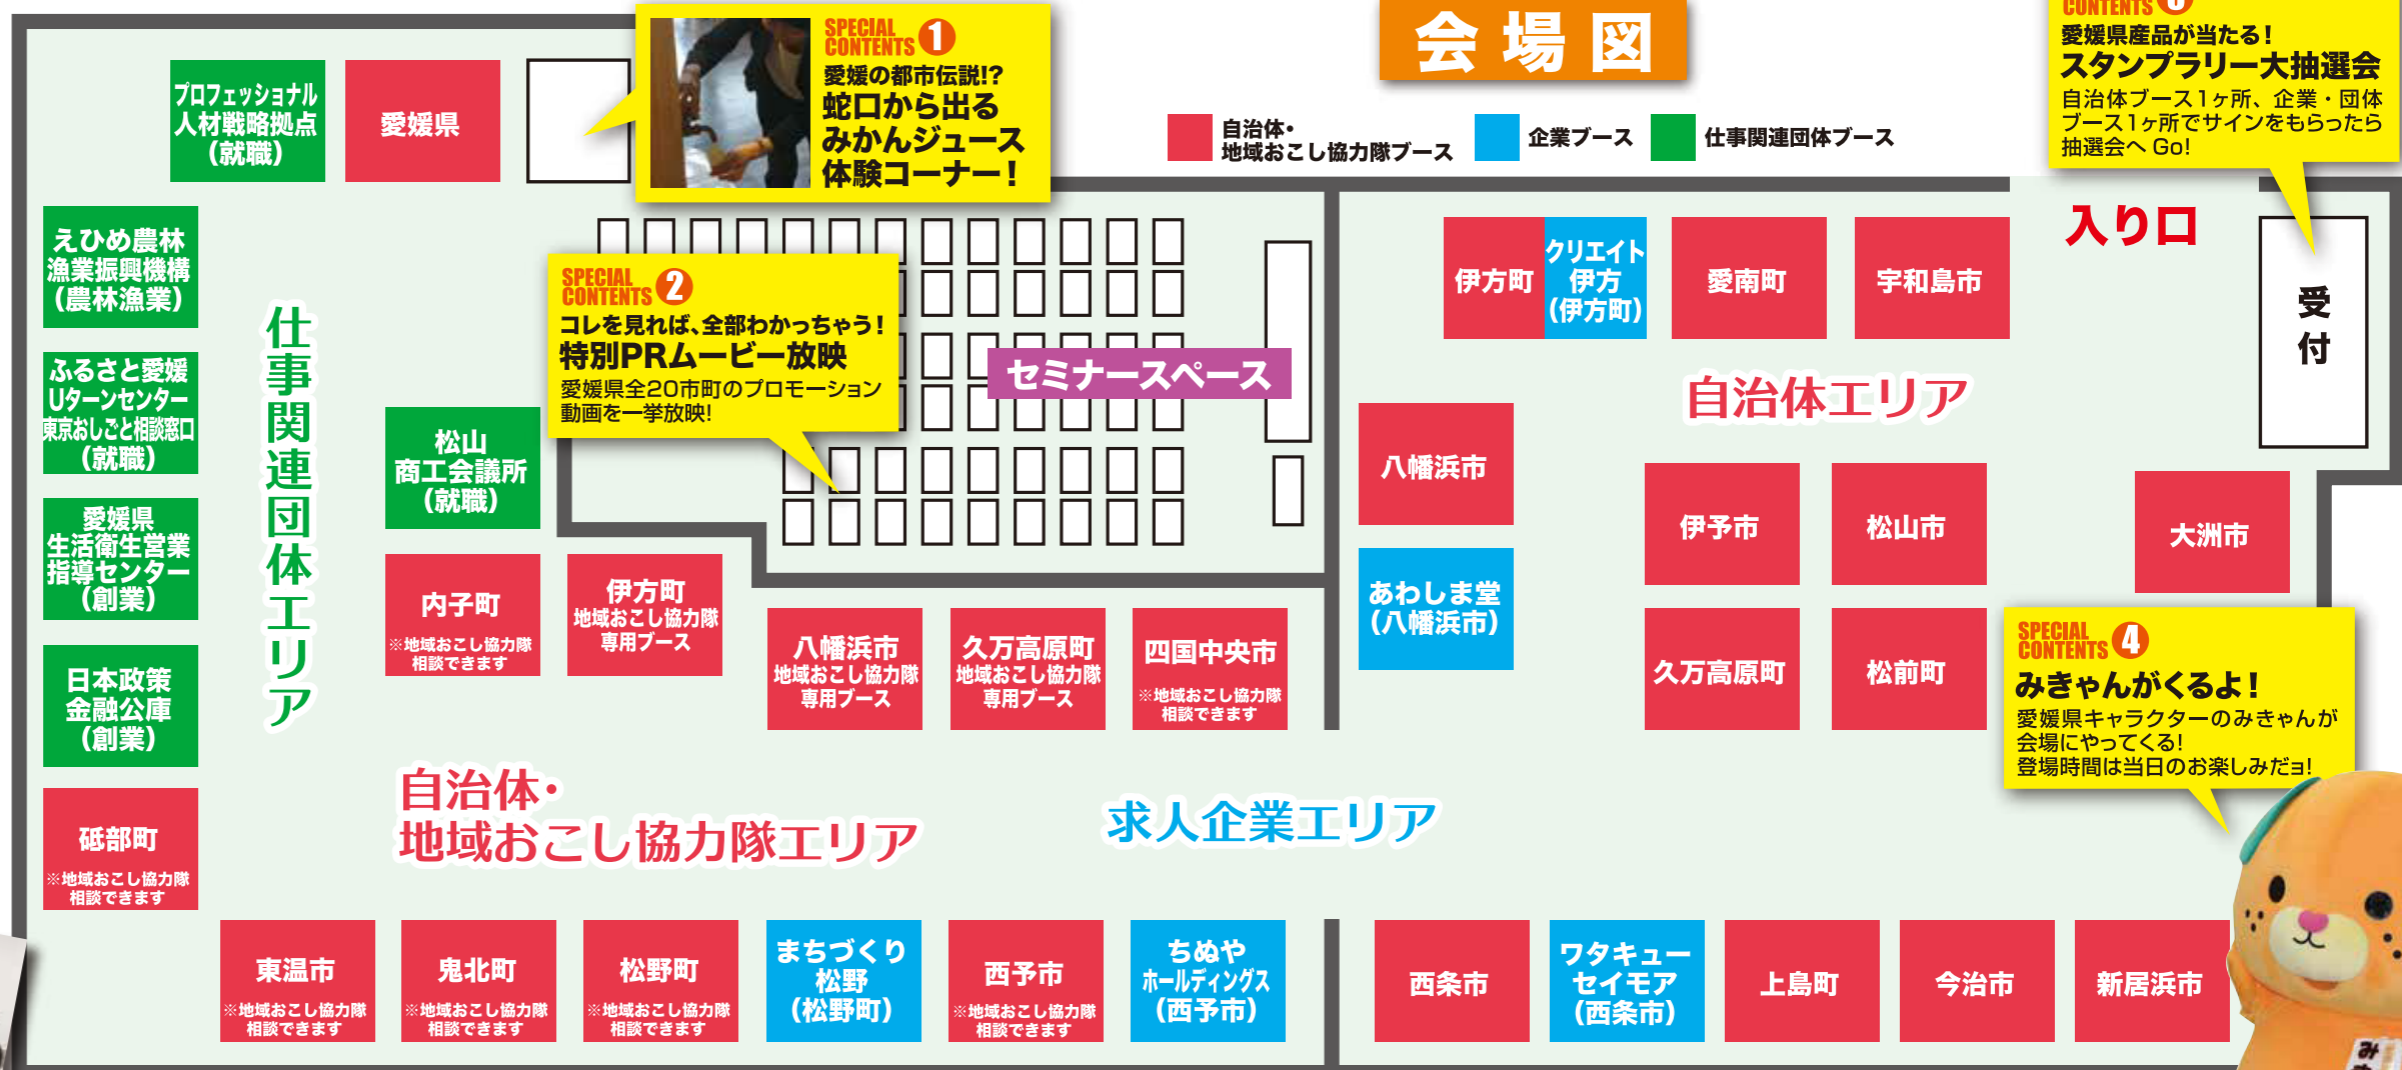 会場図
自治体・
地域おこし協力隊ブース
企業ブース
仕事関連団体ブース
SPECIAL
CONTENTS 1
愛媛の都市伝説!?
蛇口から出る
みかんジュース
体験コーナー！
CONTENTS
愛媛県産品が当たる！
スタンプラリー大抽選会
自治体ブース1ヶ所、企業・団体
ブース1ヶ所でサインをもらったら
抽選会へ Go!
プロフェッショナル
人材戦略拠点
（就職）
愛媛県
えひめ農林
漁業振興機構
（農林漁業）
ふるさと愛媛
Uターンセンター
東京おしごと相談窓口
（就職）
愛媛県
生活衛生営業
指導センター
（創業）
日本政策
金融公庫
（創業）
砥部町
※地域おこし協力隊
相談できます
仕事関連団体エリア
松山
商工会議所
（就職）
SPECIAL
CONTENTS 2
コレを見れば、全部わかっちゃう！
特別PRムービー放映
愛媛県全20市町のプロモーション
動画を一挙放映!
セミナースペース
内子町
※地域おこし協力隊
相談できます
伊方町
地域おこし協力隊
専用ブース
八幡浜市
地域おこし協力隊
専用ブース
久万高原町
地域おこし協力隊
専用ブース
四国中央市
※地域おこし協力隊
相談できます
伊方町
クリエイト
伊方
（伊方町）
愛南町
宇和島市
入り口
受付
自治体エリア
八幡浜市
あわしま堂
（八幡浜市）
伊予市
松山市
大洲市
久万高原町
松前町
SPECIAL
CONTENTS 4
みきゃんがくるよ！
愛媛県キャラクターのみきゃんが
会場にやってくる!
登場時間は当日のお楽しみだョ!
自治体・
地域おこし協力隊エリア
求人企業エリア
東温市
※地域おこし協力隊
相談できます
鬼北町
※地域おこし協力隊
相談できます
松野町
※地域おこし協力隊
相談できます
まちづくり
松野
（松野町）
西予市
※地域おこし協力隊
相談できます
ちぬや
ホールディングス
（西予市）
西条市
ワタキュー
セイモア
（西条市）
上島町
今治市
新居浜市
み